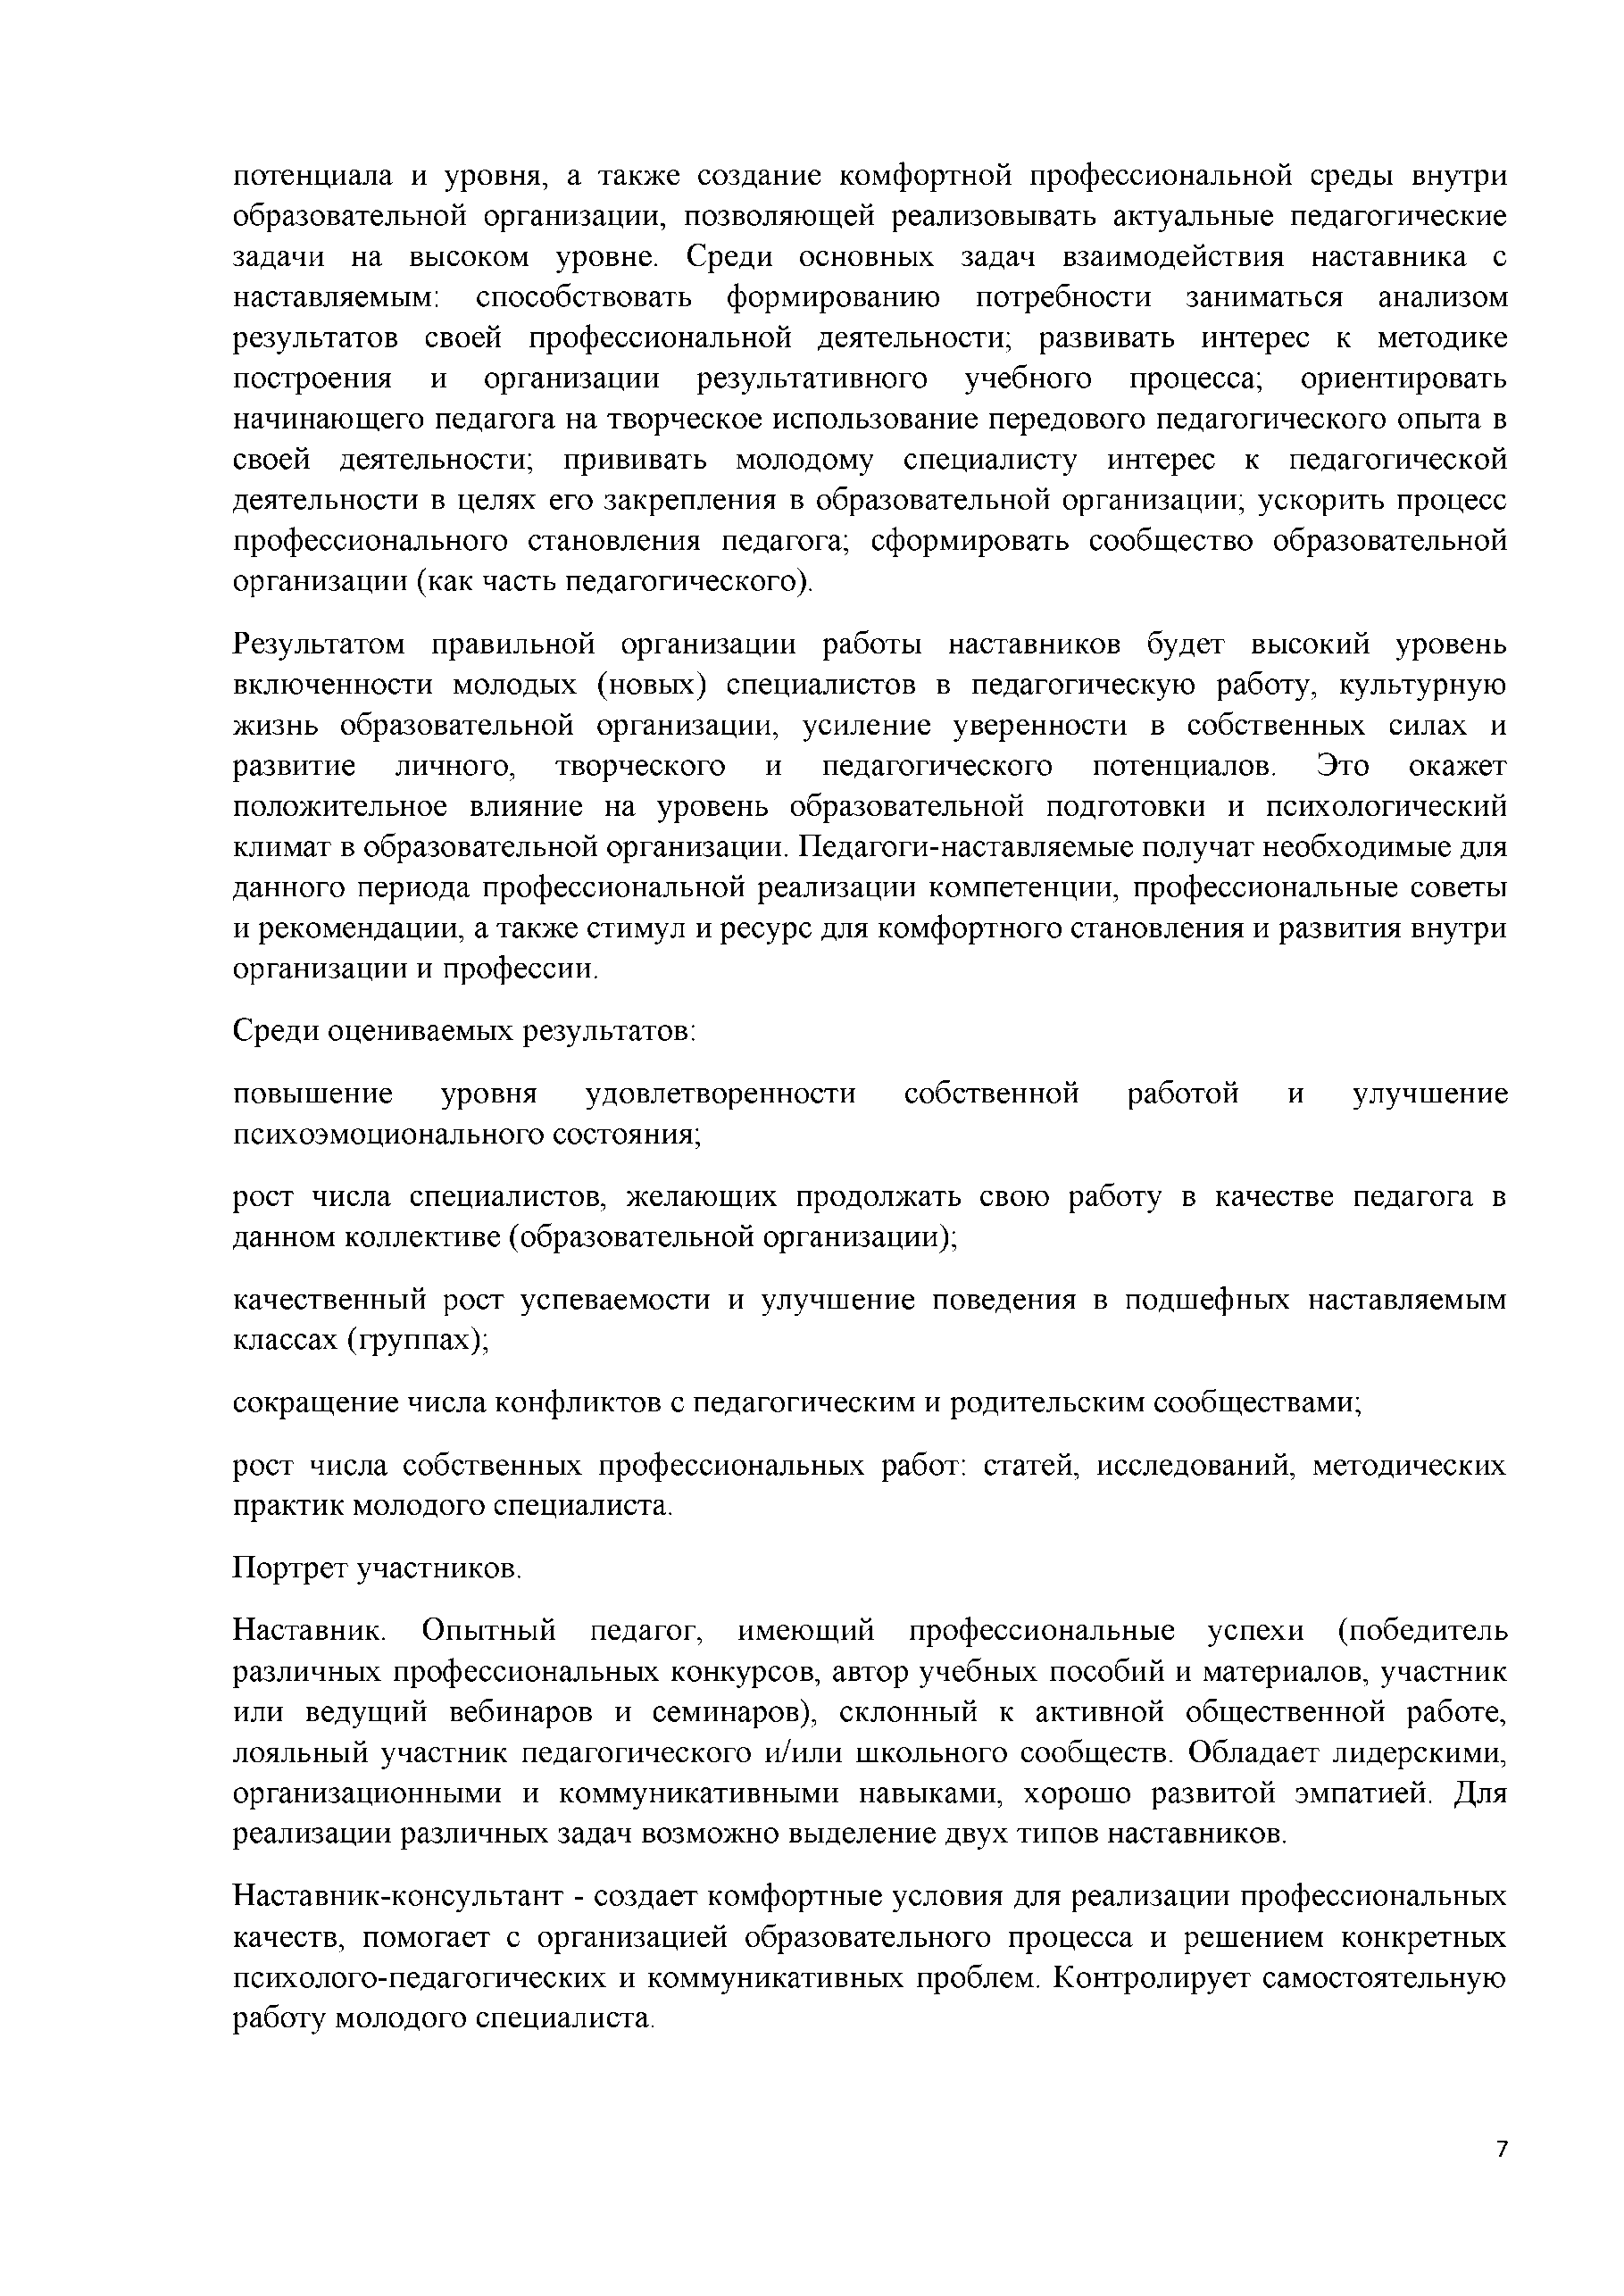 потенциала и уровня, а также создание комфортной профессиональной среды внутри
образовательной организации, позволяющей реализовывать актуальные педагогические
задачи на высоком уровне. Среди основных задач взаимодействия наставника с
наставляемым: способствовать формированию потребности заниматься анализом
результатов своей профессиональной деятельности; развивать интерес к методике
построения и организации результативного учебного процесса; ориентировать
начинающего педагога на творческое использование передового педагогического опыта в
своей деятельности; прививать молодому специалисту интерес к педагогической
деятельности в целях его закрепления в образовательной организации; ускорить процесс
профессионального становления педагога; сформировать сообщество образовательной
организации (как часть педагогического).
Результатом правильной организации работы наставников будет высокий уровень
включенности молодых (новых) специалистов в педагогическую работу, культурную
жизнь образовательной организации, усиление уверенности в собственных силах и
развитие личного, творческого и педагогического потенциалов. Это окажет
положительное влияние на уровень образовательной подготовки и психологический
климат в образовательной организации. Педагоги-наставляемые получат необходимые для
данного периода профессиональной реализации компетенции, профессиональные советы
и рекомендации, а также стимул и ресурс для комфортного становления и развития внутри
организации и профессии.
Среди оцениваемых результатов:
повышение уровня удовлетворенности собственной работой и улучшение
психоэмоционального состояния;
рост числа специалистов, желающих продолжать свою работу в качестве педагога в
данном коллективе (образовательной организации);
качественный рост успеваемости и улучшение поведения в подшефных наставляемым
классах (группах);
сокращение числа конфликтов с педагогическим и родительским сообществами;
рост числа собственных профессиональных работ: статей, исследований, методических
практик молодого специалиста.
Портрет участников.
Наставник. Опытный педагог, имеющий профессиональные успехи (победитель
различных профессиональных конкурсов, автор учебных пособий и материалов, участник
или ведущий вебинаров и семинаров), склонный к активной общественной работе,
лояльный участник педагогического и/или школьного сообществ. Обладает лидерскими,
организационными и коммуникативными навыками, хорошо развитой эмпатией. Для
реализации различных задач возможно выделение двух типов наставников.
Наставник-консультант - создает комфортные условия для реализации профессиональных
качеств, помогает с организацией образовательного процесса и решением конкретных
психолого-педагогических и коммуникативных проблем. Контролирует самостоятельную
работу молодого специалиста.
7